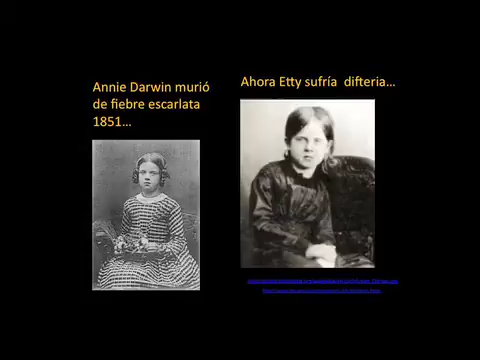 Annie Darwin murió
de fiebre escarlata
1851...
Ahora Etty sufría difteria...